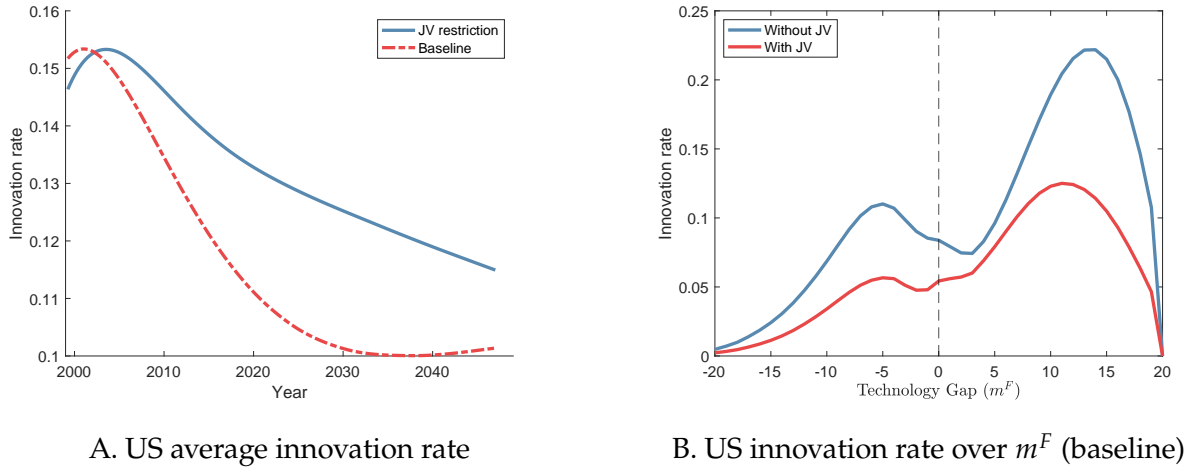 0.16
0.15
0.14
0.13
0.12
0.11
0.1
2000 2010 2020 2030 2040
Year
Innovation rate
JV restriction
Baseline
A. US average innovation rate
0.25
0.2
0.15
0.1
0.05
0
-20 -15 -10 -5 0 5 10 15 20
Technology Gap (m^F)
Innovation rate
Without JV
With JV
B. US innovation rate over m^F (baseline)